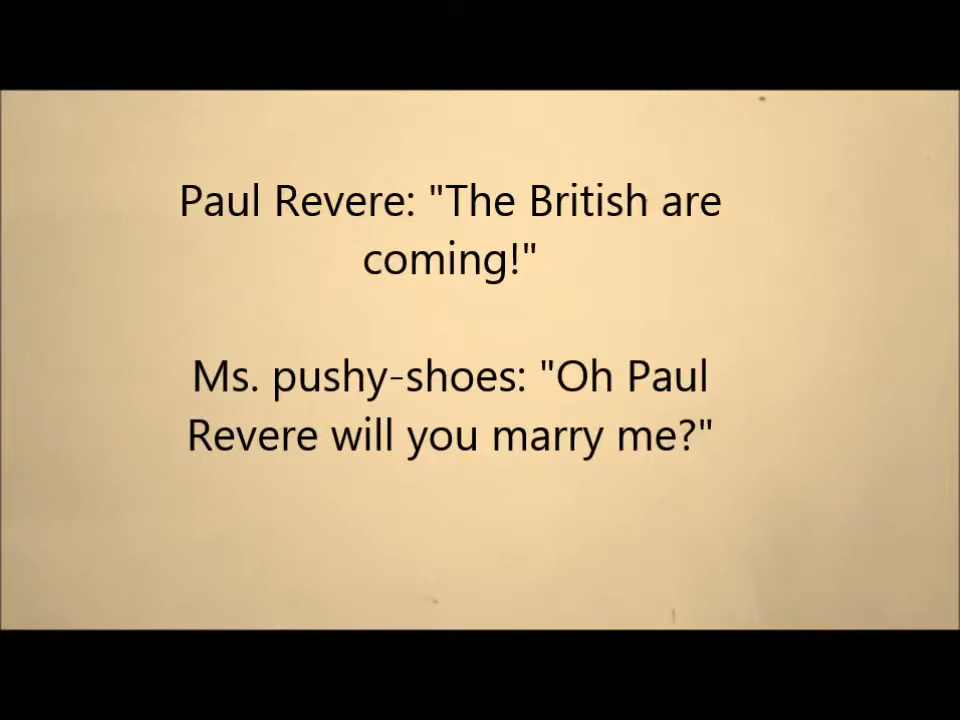 Paul Revere: "The British are
coming!"
Ms. pushy-shoes: "Oh Paul
Revere will you marry me?"